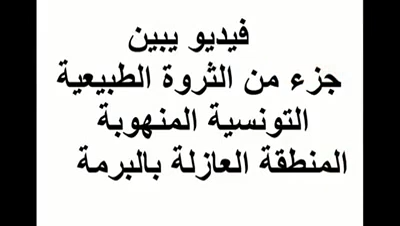 فيديو يبين
جزء من الثروة الطبيعية
التونسية المنهوبة
المنطقة العازلة بالبرمة